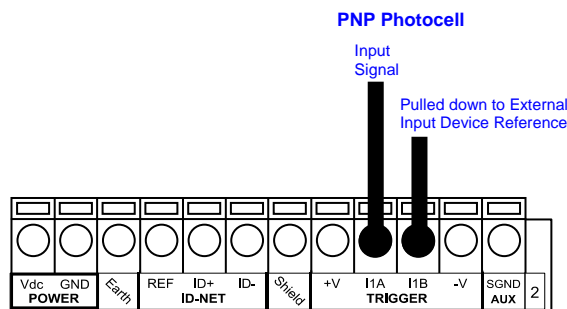 PNP Photocell
Input
Signal
Pulled down to External
Input Device Reference
Vdc GND Earth REF ID+ ID- Shield +V I1A I1B -V SGND 2
POWER ID-NET TRIGGER AUX